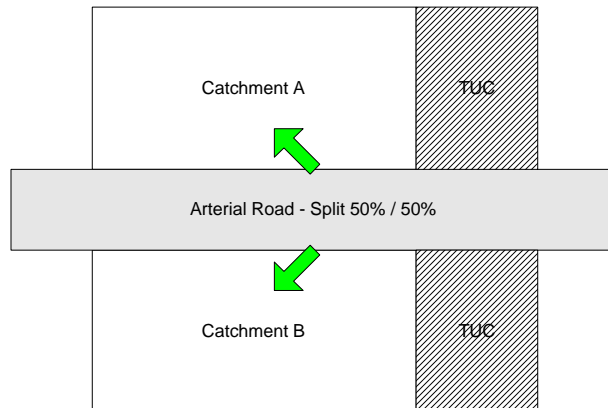 Catchment A
TUC
Arterial Road - Split 50% / 50%
Catchment B
TUC